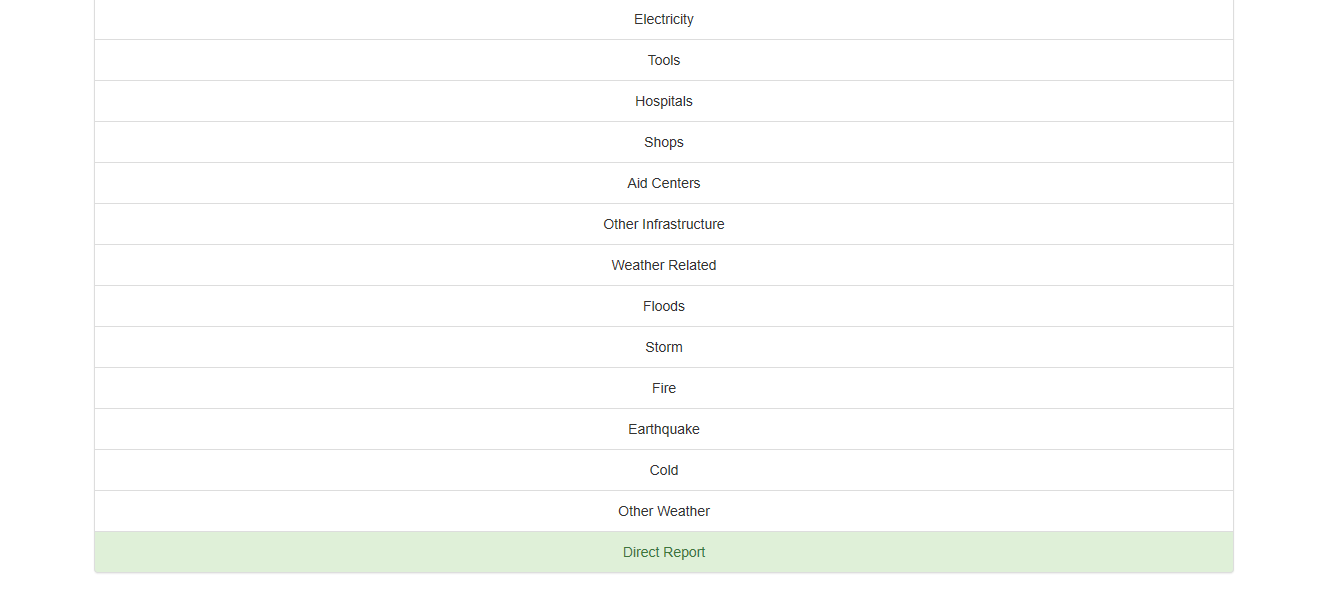 Electricity
Tools
Hospitals
Shops
Aid Centers
Other Infrastructure
Weather Related
Floods
Storm
Fire
Earthquake
Cold
Other Weather
Direct Report